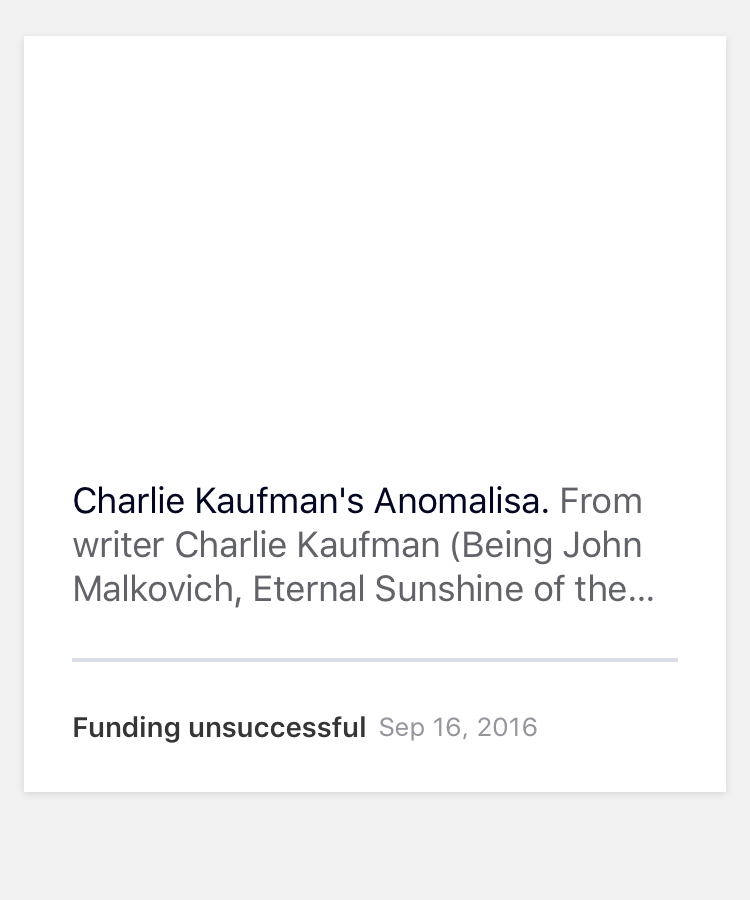 Charlie Kaufman's Anomalisa. From
writer Charlie Kaufman (Being John
Malkovich, Eternal Sunshine of the...
Funding unsuccessful Sep 16, 2016